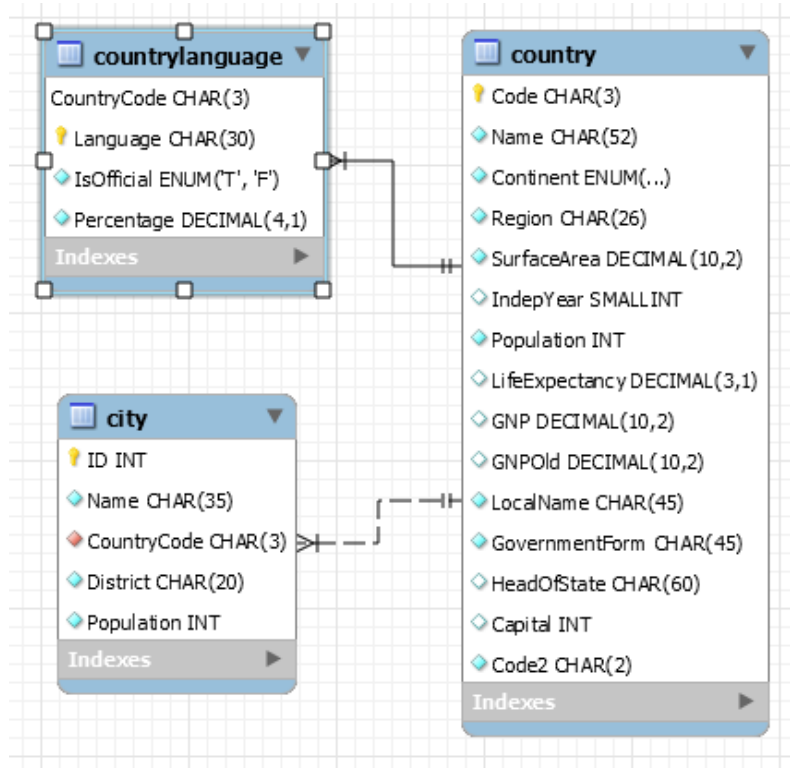 countrylanguage
CountryCode CHAR(3)
Language CHAR(30)
IsOfficial ENUM('T', 'F')
Percentage DECIMAL(4,1)
Indexes
country
Code CHAR(3)
Name CHAR(52)
Continent ENUM(...)
Region CHAR(26)
SurfaceArea DECIMAL(10,2)
IndepYear SMALLINT
Population INT
LifeExpectancy DECIMAL(3,1)
GNP DECIMAL(10,2)
GNPOld DECIMAL(10,2)
LocalName CHAR(45)
GovernmentForm CHAR(45)
HeadOfState CHAR(60)
Capital INT
Code2 CHAR(2)
Indexes
city
ID INT
Name CHAR(35)
CountryCode CHAR(3)
District CHAR(20)
Population INT
Indexes